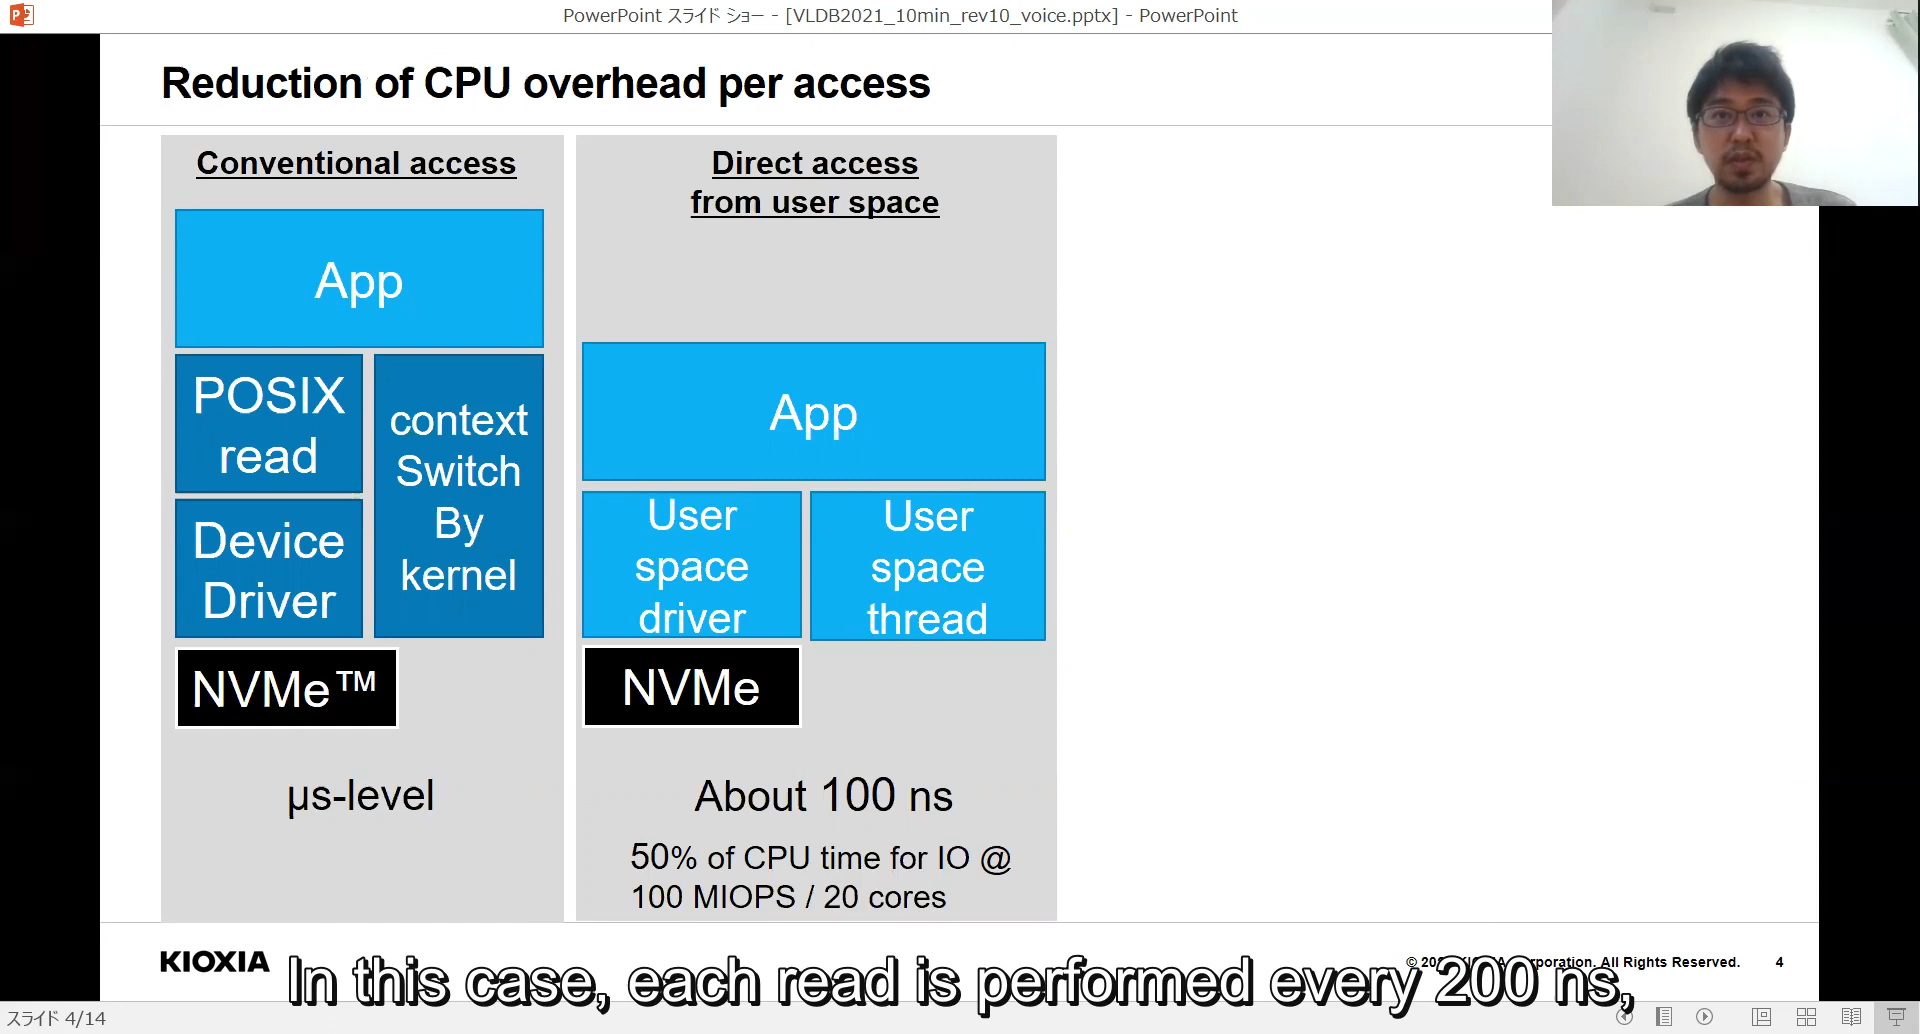 PowerPoint スライド ショー - [VLDB2021_10min_rev10_voice.pptx] - PowerPoint
Reduction of CPU overhead per access
Conventional access
App
POSIX
read
context
Switch
By
kernel
Device
Driver
NVMe™
µs-level
Direct access
from user space
App
User
space
driver
User
space
thread
NVMe
About 100 ns
50% of CPU time for IO @
100 MIOPS / 20 cores
KIOXIA
In this case, each read is performed every 200 ns,
All Rights Reserved.
4
スライド 4/14